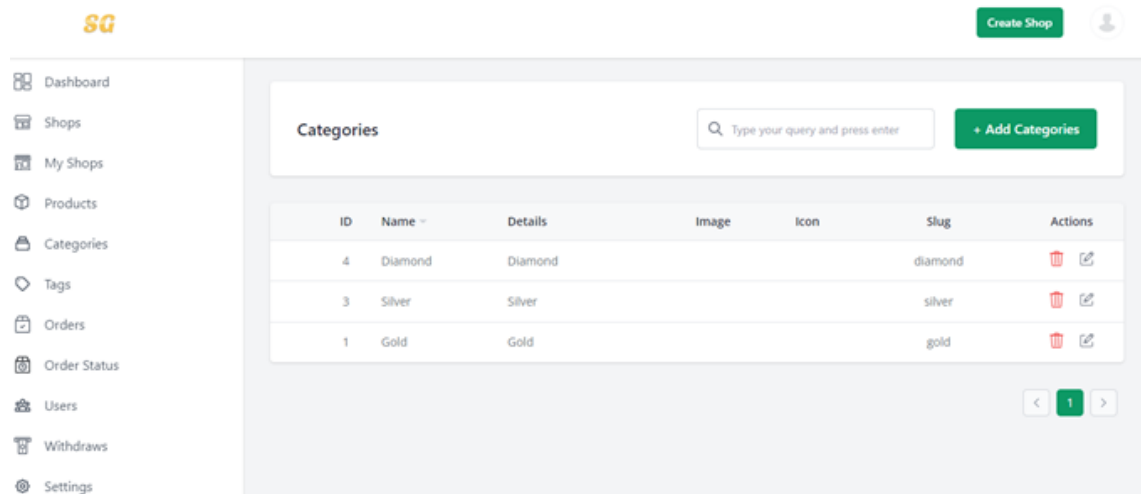 SG
Create Shop
Dashboard
Shops
My Shops
Products
Categories
Tags
Orders
Order Status
Users
Withdraws
Settings
Categories
Type your query and press enter
+ Add Categories
ID Name Details Image Icon Slug Actions
4 Diamond Diamond diamond
3 Silver Silver silver
1 Gold Gold gold
< 1 >